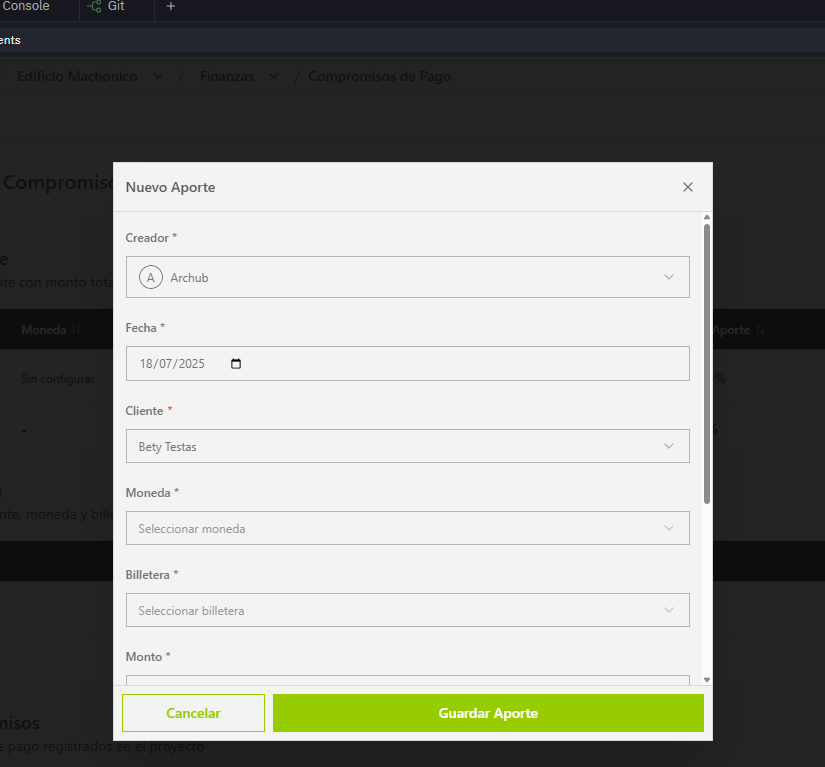 Console
Git
+
ents
Edificio Machónico / Finanzas / Compromisos de Pago
Compromiso
Nuevo Aporte
e
nte con monto tota
Creador *
A Archub
Moneda
Aporte
Fecha *
18/07/2025
Sin configurar
%
Cliente *
Bety Testas
-
%
Moneda *
Seleccionar moneda
nte, moneda y bille
Billetera *
Seleccionar billetera
Monto *
Cancelar
Guardar Aporte
misos
e pago registrados en el proyecto